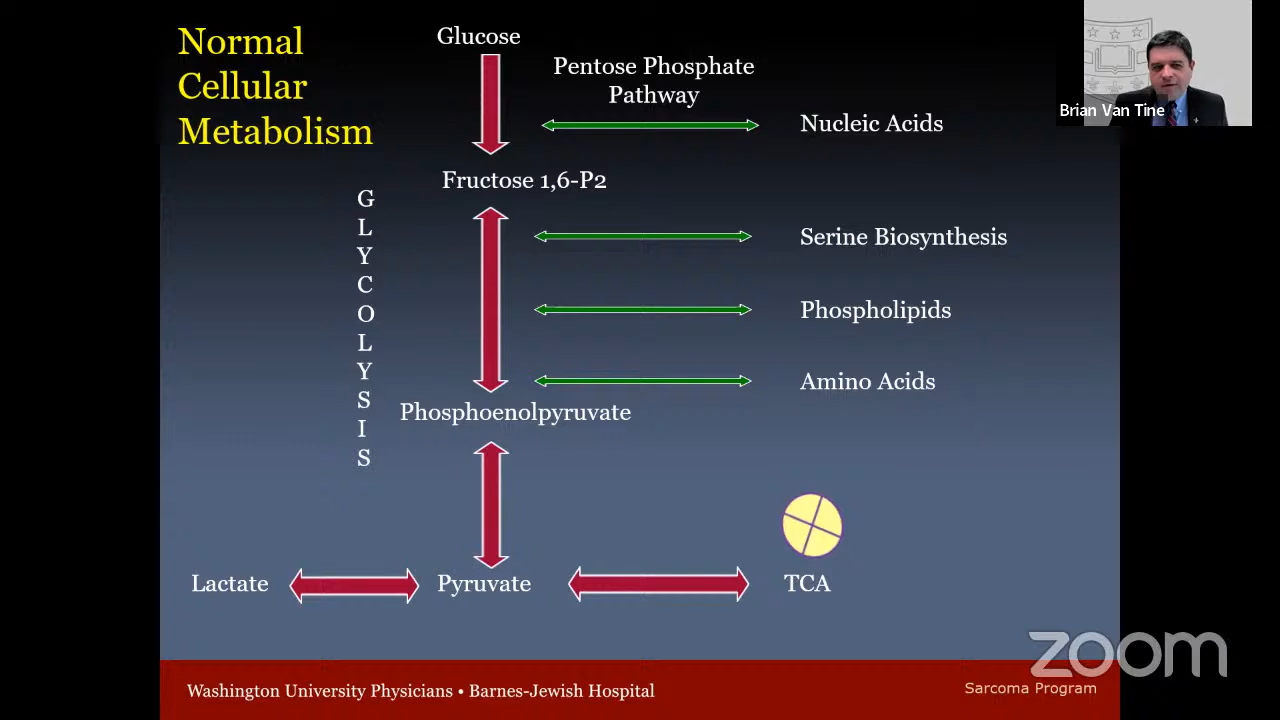 Normal
Cellular
Metabolism
Glucose
Pentose Phosphate
Pathway
Nucleic Acids
Fructose 1,6-P2
G
L
Y
C
O
L
Y
S
I
S
Serine Biosynthesis
Phospholipids
Amino Acids
Phosphoenolpyruvate
Lactate
Pyruvate
TCA
Washington University Physicians • Barnes-Jewish Hospital
Sarcoma Program
Brian Van Tine
zoom